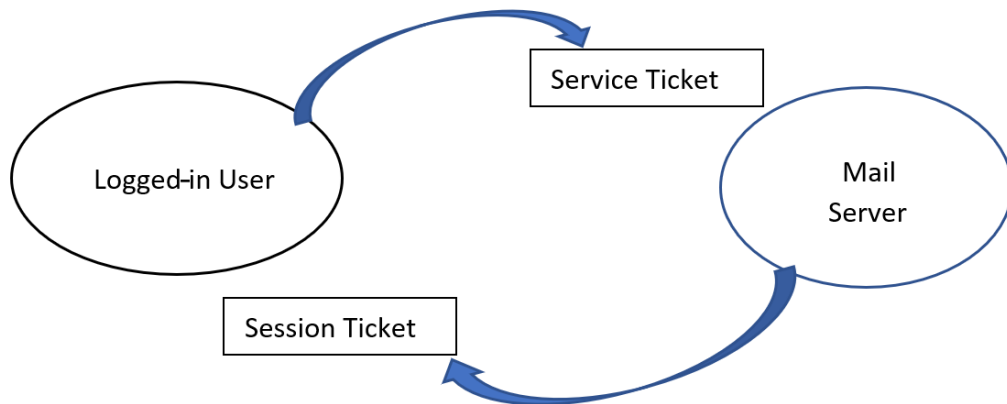 Service Ticket
Logged-in User
Mail
Server
Session Ticket